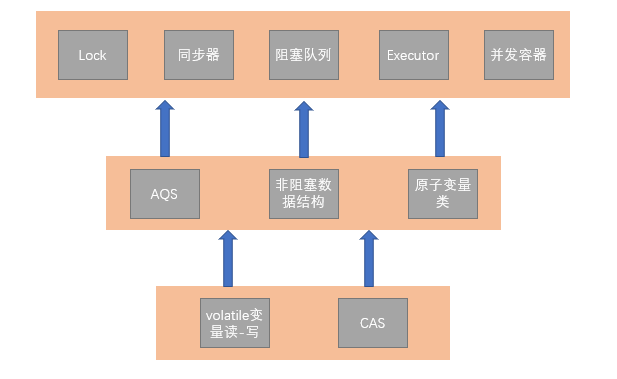 Lock
同步器
阻塞队列
Executor
并发容器
AQS
非阻塞数
据结构
原子变量
类
volatile变
量读-写
CAS